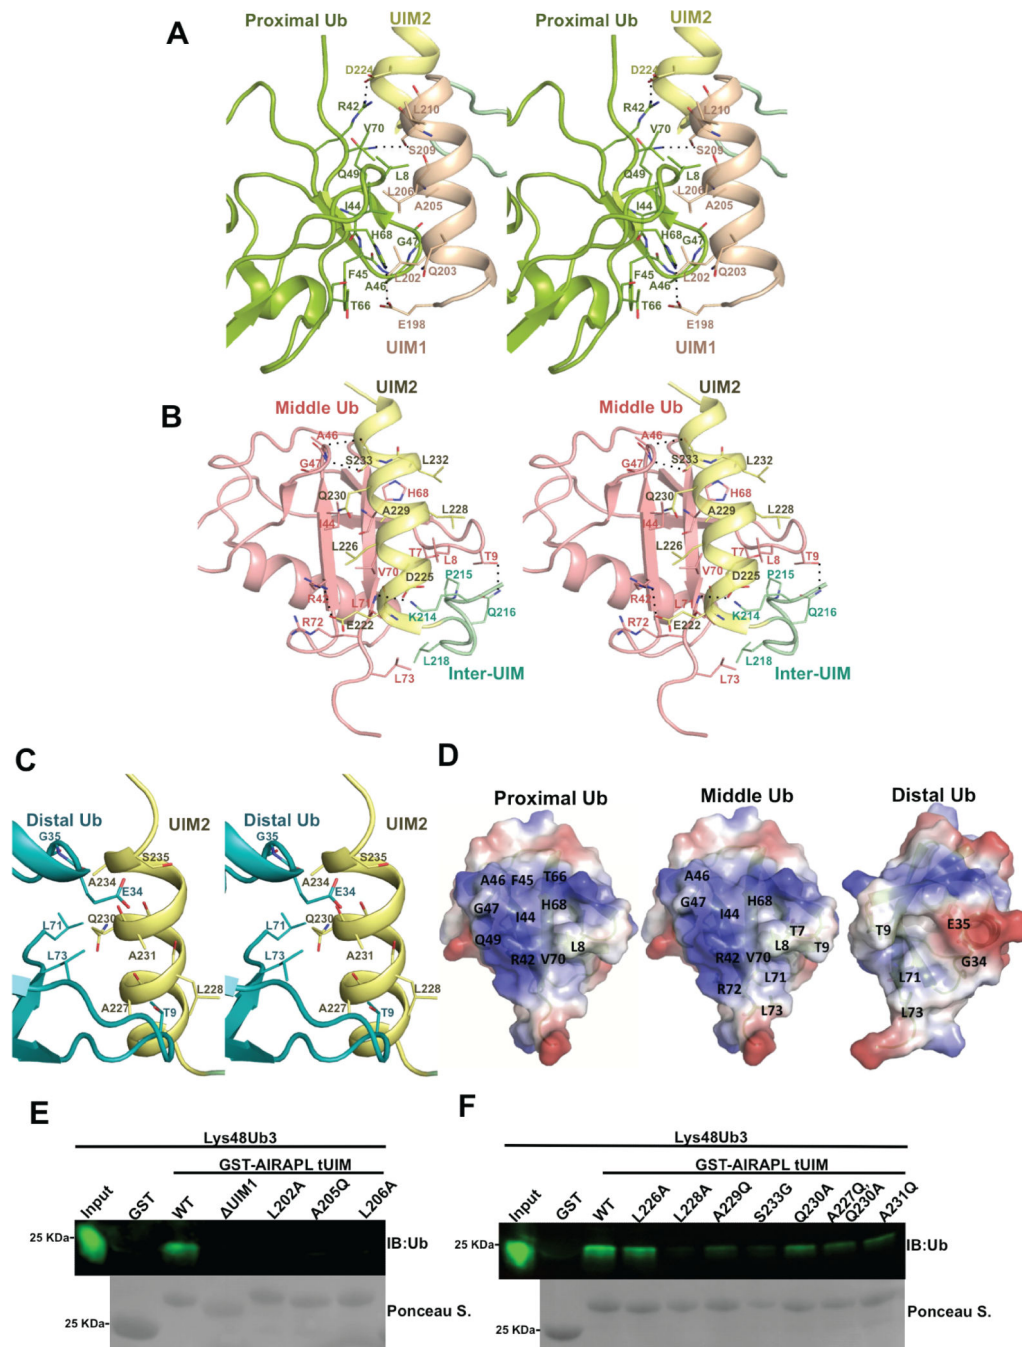 A
Proximal Ub
UIM2
D224
R42
L210
V70
S209
Q49
L8
L206
A205
I44
H68
G47
L202
Q203
F45
A46
T66
E198
UIM1
D224
R42
L210
V70
S209
Q49
L8
L206
A205
I44
H68
G47
L202
Q203
F45
A46
T66
E198
UIM1
Proximal Ub
UIM2
B
UIM2
Middle Ub
A46
S233
L232
G47
Q230
H68
A229
L228
I44
L226
T7
L8
T9
V70
P215
D225
R42
L7
K214
Q216
R72
E222
L218
L73
Inter-UIM
UIM2
Middle Ub
A46
S233
L232
G47
Q230
H68
A229
L228
I44
L226
T7
L8
T9
V70
P215
D225
R42
L7
K214
Q216
R72
E222
L218
L73
Inter-UIM
C
Distal Ub
UIM2
G35
S235
A234
E34
Q230
L71
L73
A231
L228
A227
T9
Distal Ub
UIM2
G35
S235
A234
E34
Q230
L71
L73
A231
L228
A227
T9
D
Proximal Ub
A46 F45 T66
G47 I44 H68
Q49
L8
R42 V70
Middle Ub
A46
G47 I44 H68
T7
L8 T9
R42 V70
L71
R72
L73
Distal Ub
T9 E35
G34
L71
L73
E
Lys48Ub3
GST-AIRAPL tUIM
Input GST WT ΔUIM1 L202A A205Q L206A
25 KDa
IB:Ub
Ponceau S.
25 KDa
F
Lys48Ub3
GST-AIRAPL tUIM
Input GST WT L226A L228A A229Q S233G Q230A A227Q, Q230A A231Q
25 KDa
IB:Ub
Ponceau S.
25 KDa